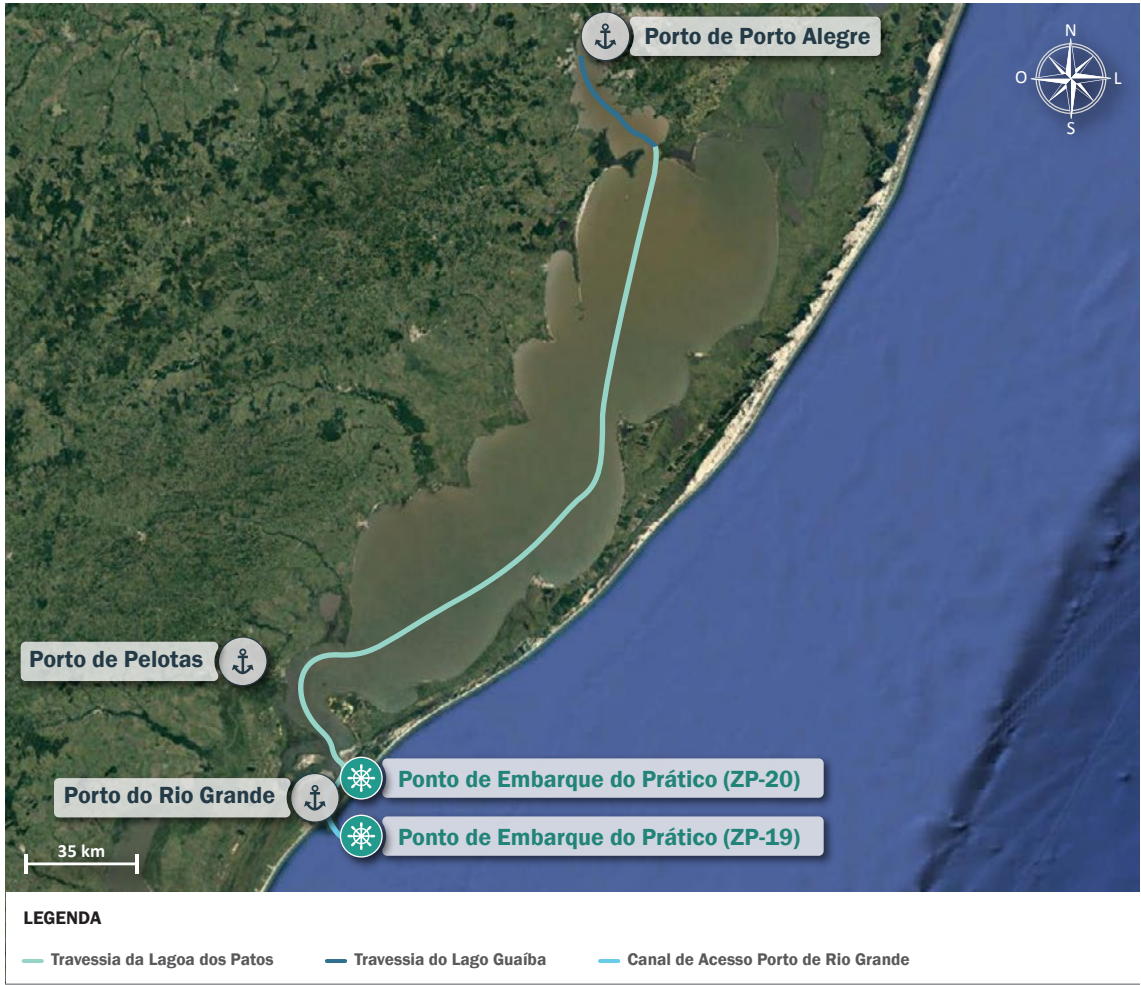 Porto de Porto Alegre
N
O
L
S
Porto de Pelotas
Ponto de Embarque do Prático (ZP-20)
Porto do Rio Grande
Ponto de Embarque do Prático (ZP-19)
35 km
LEGENDA
Travessia da Lagoa dos Patos
Travessia do Lago Guaíba
Canal de Acesso Porto de Rio Grande